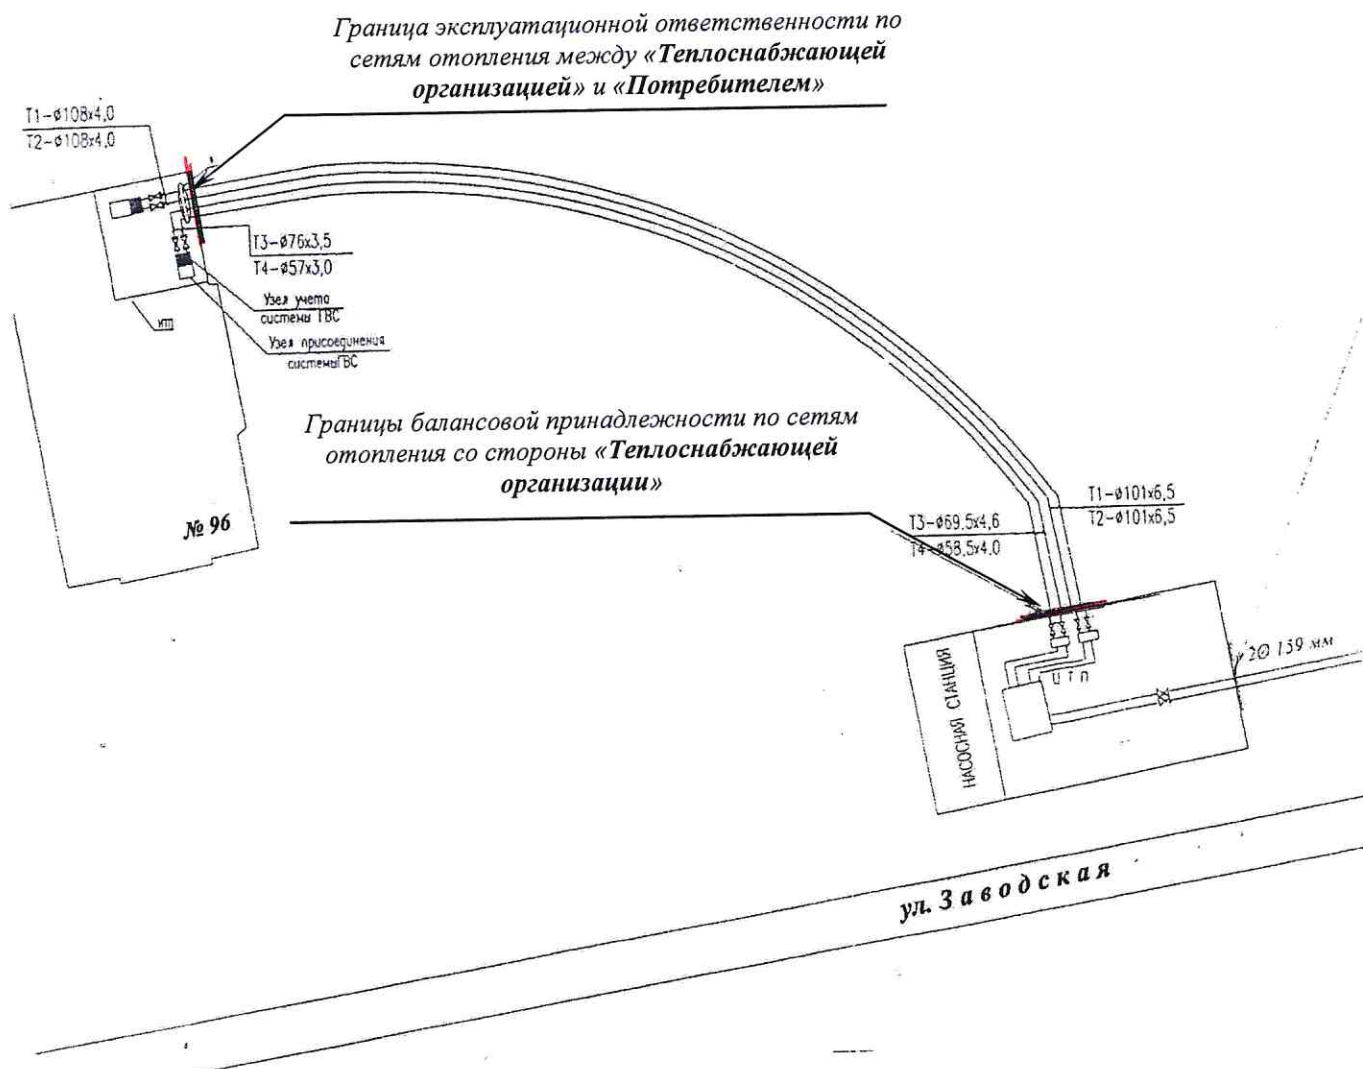 Граница эксплуатационной ответственности по
сетям отопления между «Теплоснабжающей
организацией» и «Потребителем»
Т1-ø108х4,0
Т2-ø108х4,0
Т3-ø76х3,5
Т4-ø57х3,0
Узел учета
системы ГВС
Узел присоединения
системыГВС
ИТП
Границы балансовой принадлежности по сетям
отопления со стороны «Теплоснабжающей
организации»
№ 96
Т1-ø101х6,5
Т2-ø101х6,5
Т3-ø69.5х4,6
Т4-ø58.5х4.0
НАСОСНАЯ СТАНЦИЯ
Ц Т П
2Ø 159 мм
ул. Заводская